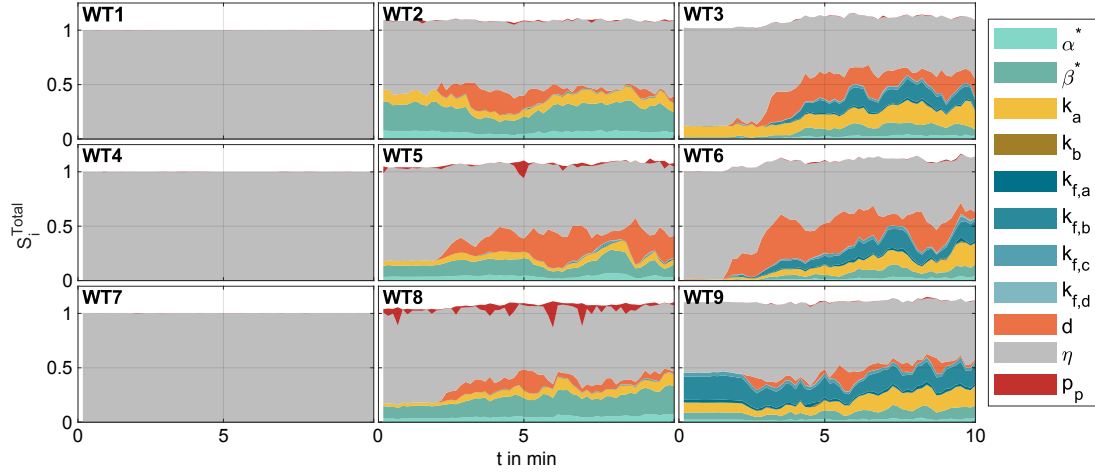 WT1 WT2 WT3
1
0.5
0
WT4 WT5 WT6
1
0.5
0
WT7 WT8 WT9
1
0.5
0
0 5 0 5 0 5 10
S_i^Total
t in min
α*
β*
k_a
k_b
k_f,a
k_f,b
k_f,c
k_f,d
d
η
p_p